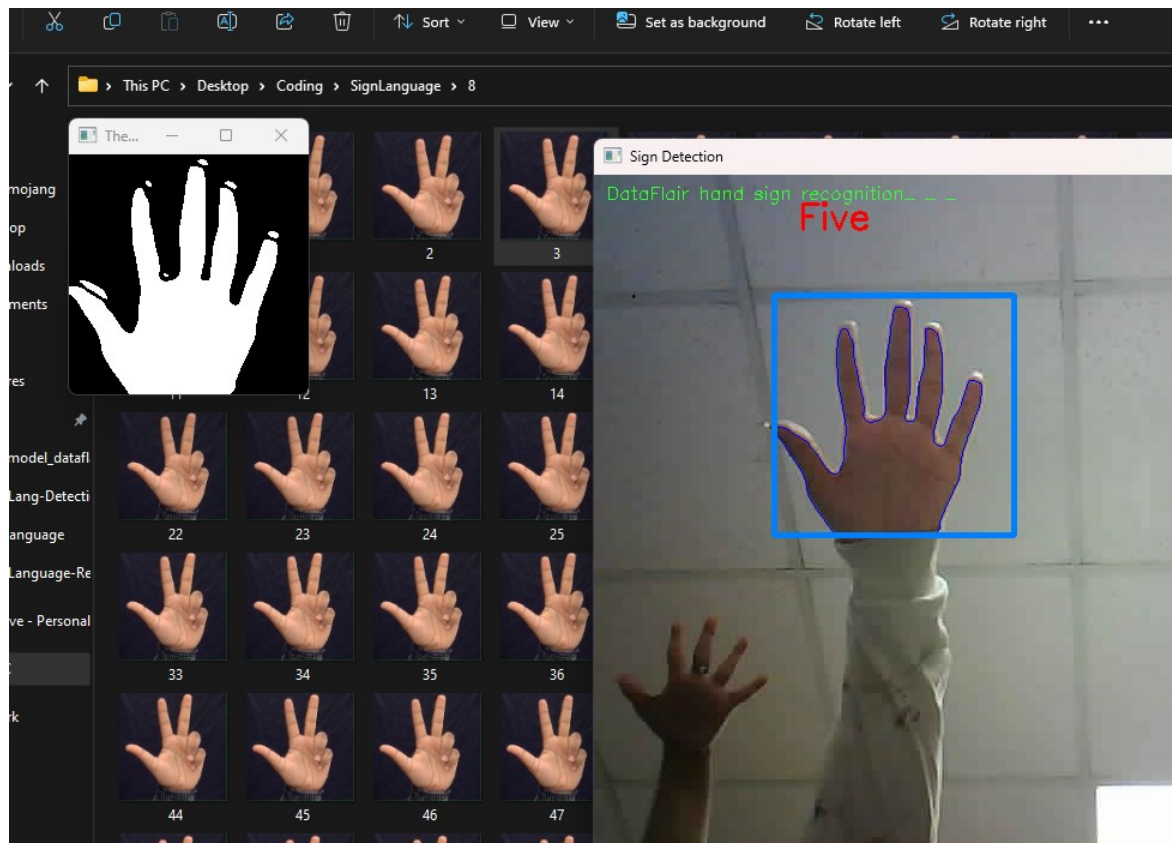 Sort
View
Set as background
Rotate left
Rotate right
This PC > Desktop > Coding > SignLanguage > 8
The...
Sign Detection
DataFlair hand sign recognition_ _ _
Five
mojang
op
nloads
ments
res
model_datafl
Lang-Detecti
anguage
Language-Re
ve - Personal
rk
2
3
12
13
14
22
23
24
25
33
34
35
36
44
45
46
47